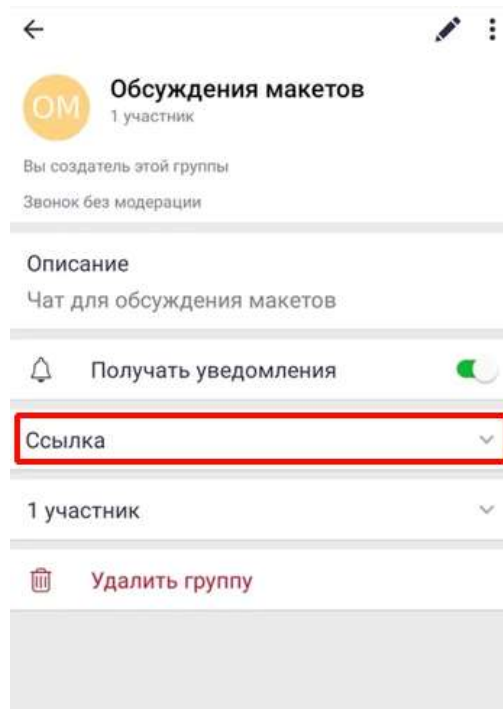 ОМ
Обсуждения макетов
1 участник
Вы создатель этой группы
Звонок без модерации
Описание
Чат для обсуждения макетов
Получать уведомления
Ссылка
1 участник
Удалить группу